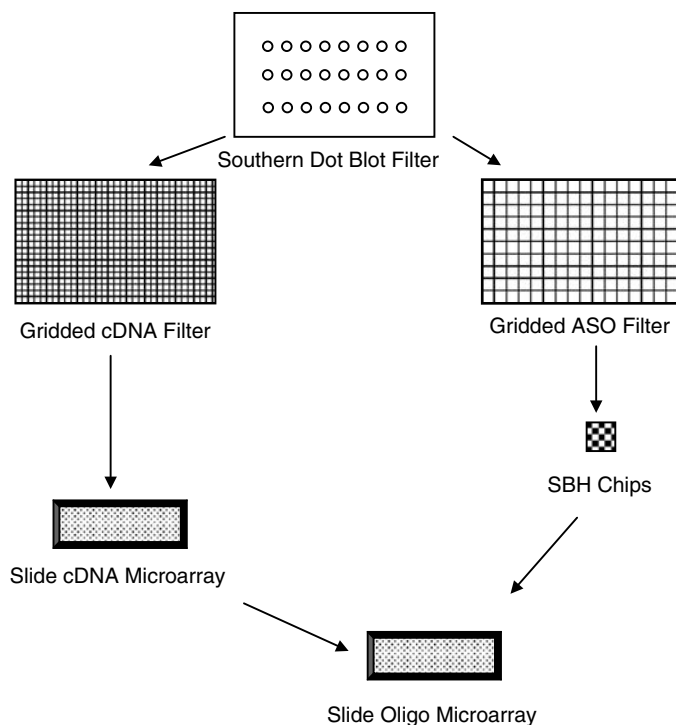 Southern Dot Blot Filter
Gridded cDNA Filter
Gridded ASO Filter
SBH Chips
Slide cDNA Microarray
Slide Oligo Microarray